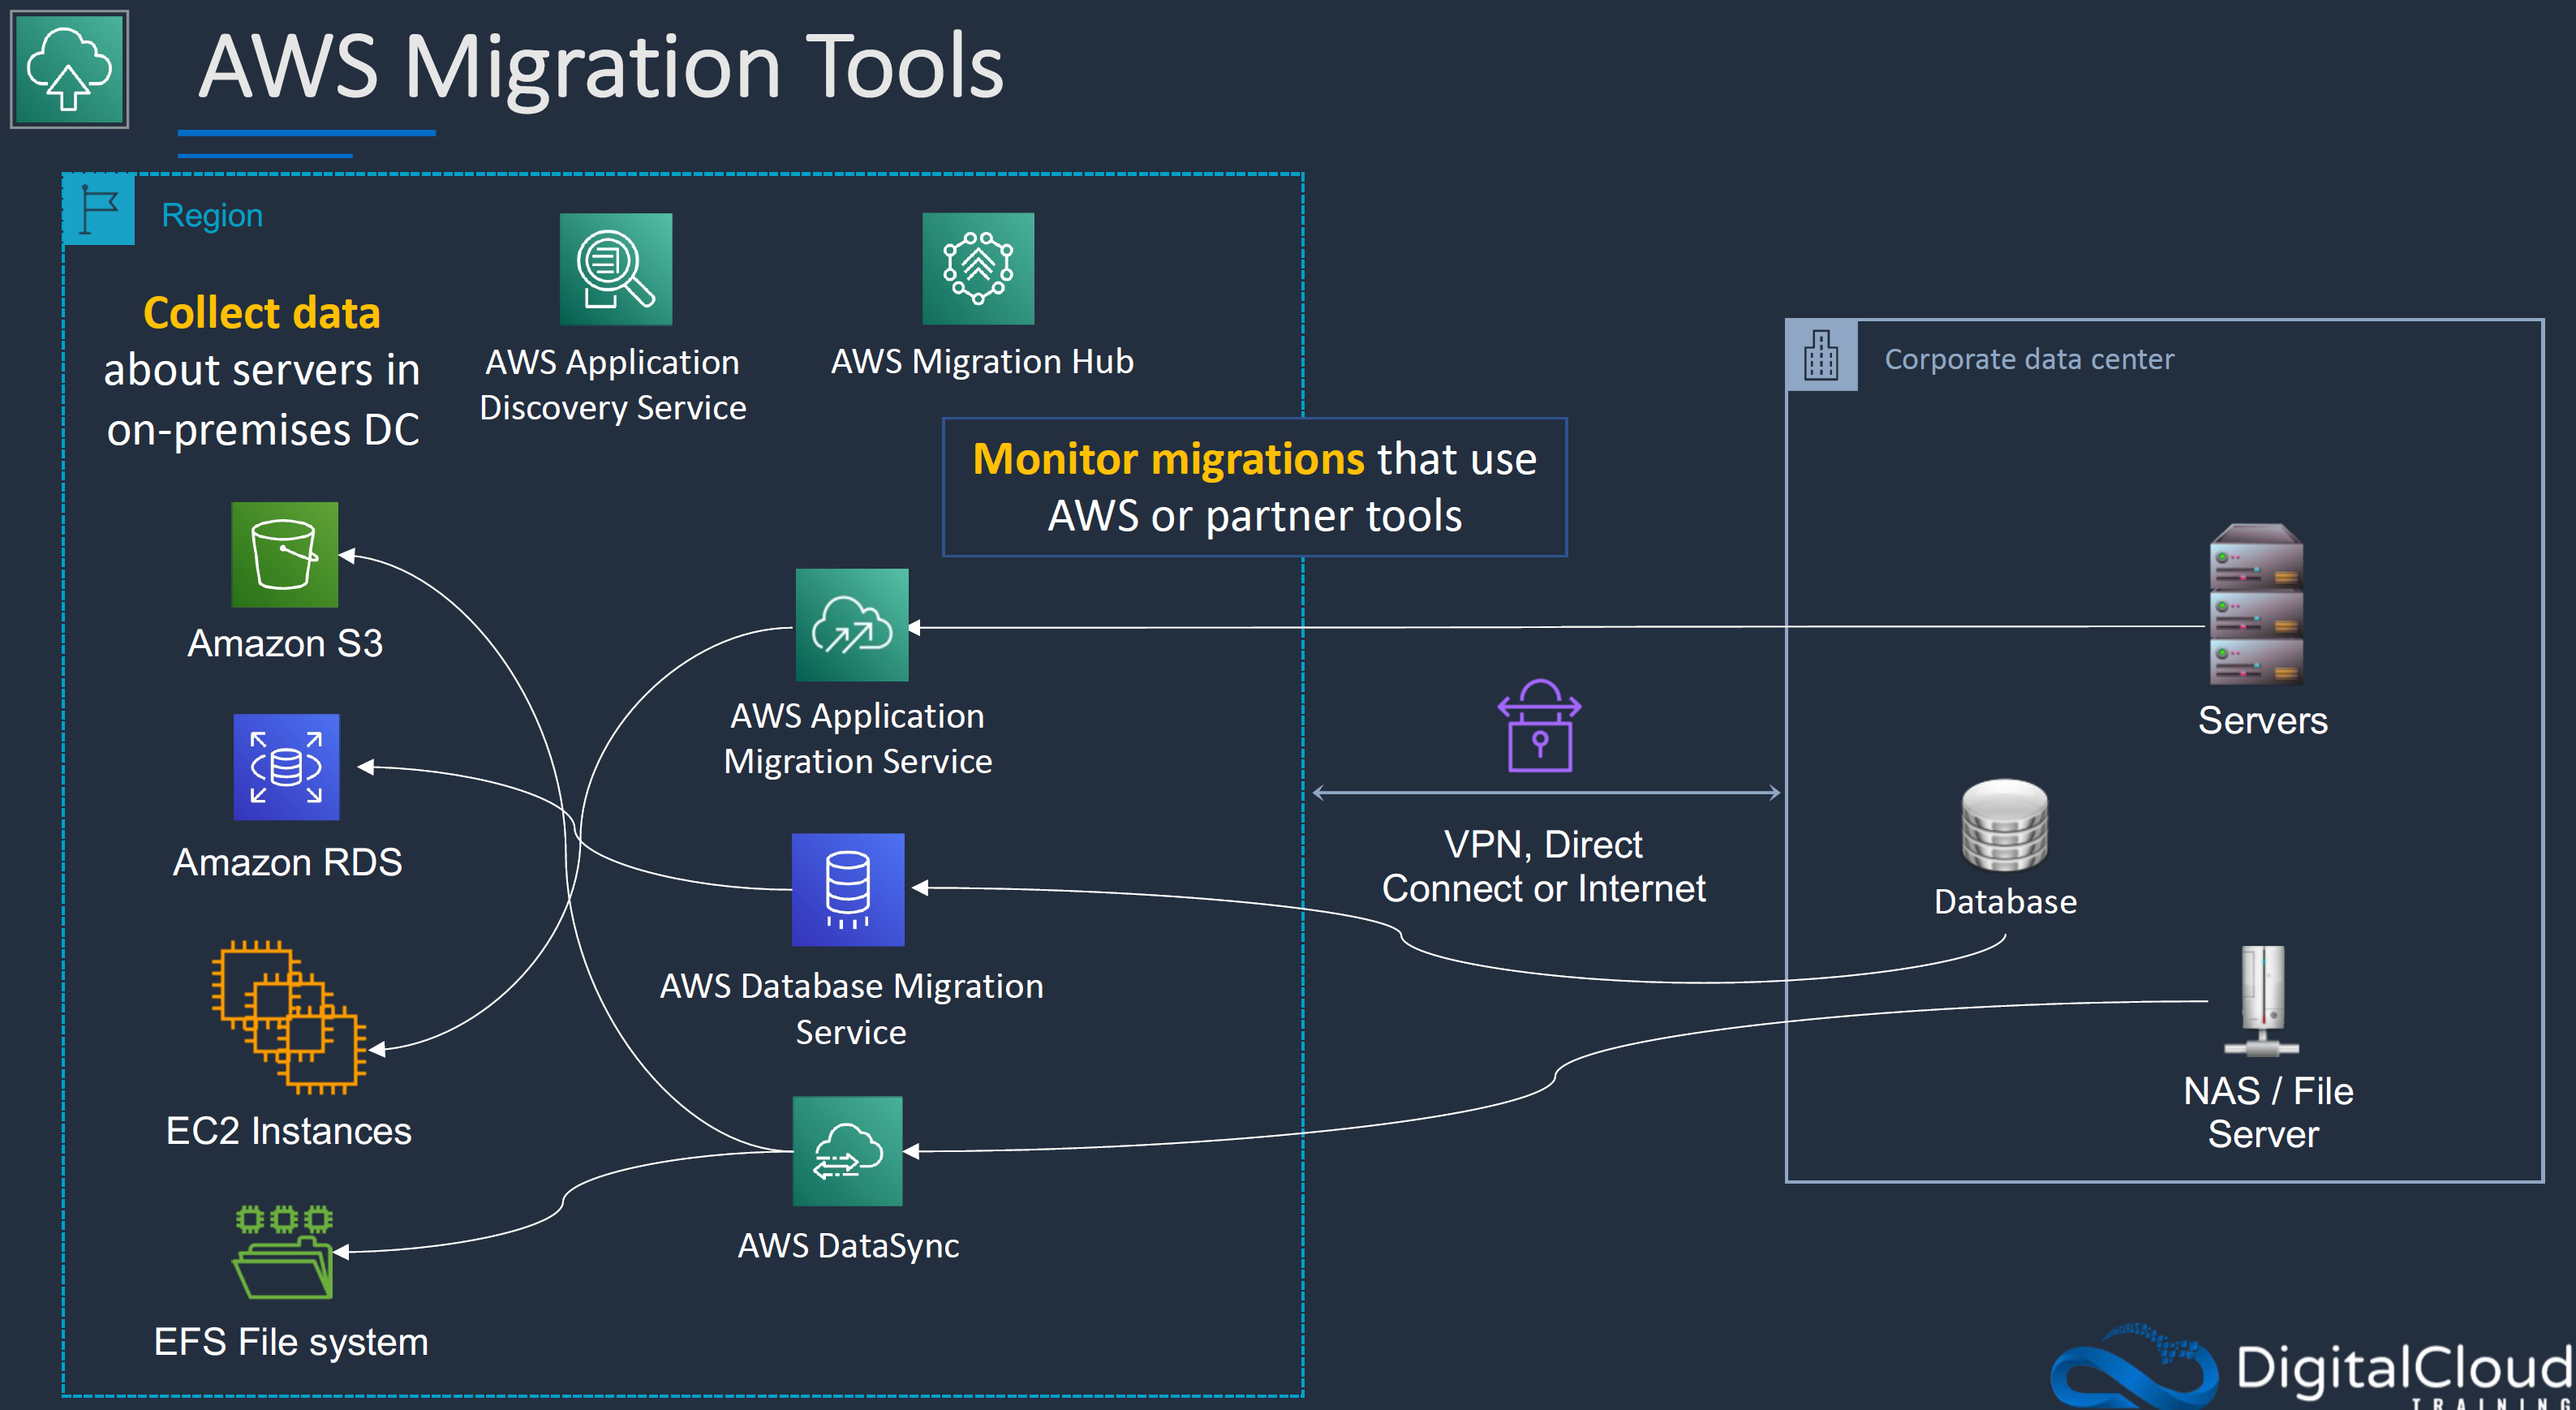 AWS Migration Tools
Region
Collect data
about servers in
on-premises DC
AWS Application
Discovery Service
AWS Migration Hub
Monitor migrations that use
AWS or partner tools
Corporate data center
Amazon S3
AWS Application
Migration Service
Servers
Amazon RDS
VPN, Direct
Connect or Internet
Database
AWS Database Migration
Service
EC2 Instances
NAS / File
Server
AWS DataSync
EFS File system
DigitalCloud
TRAINING